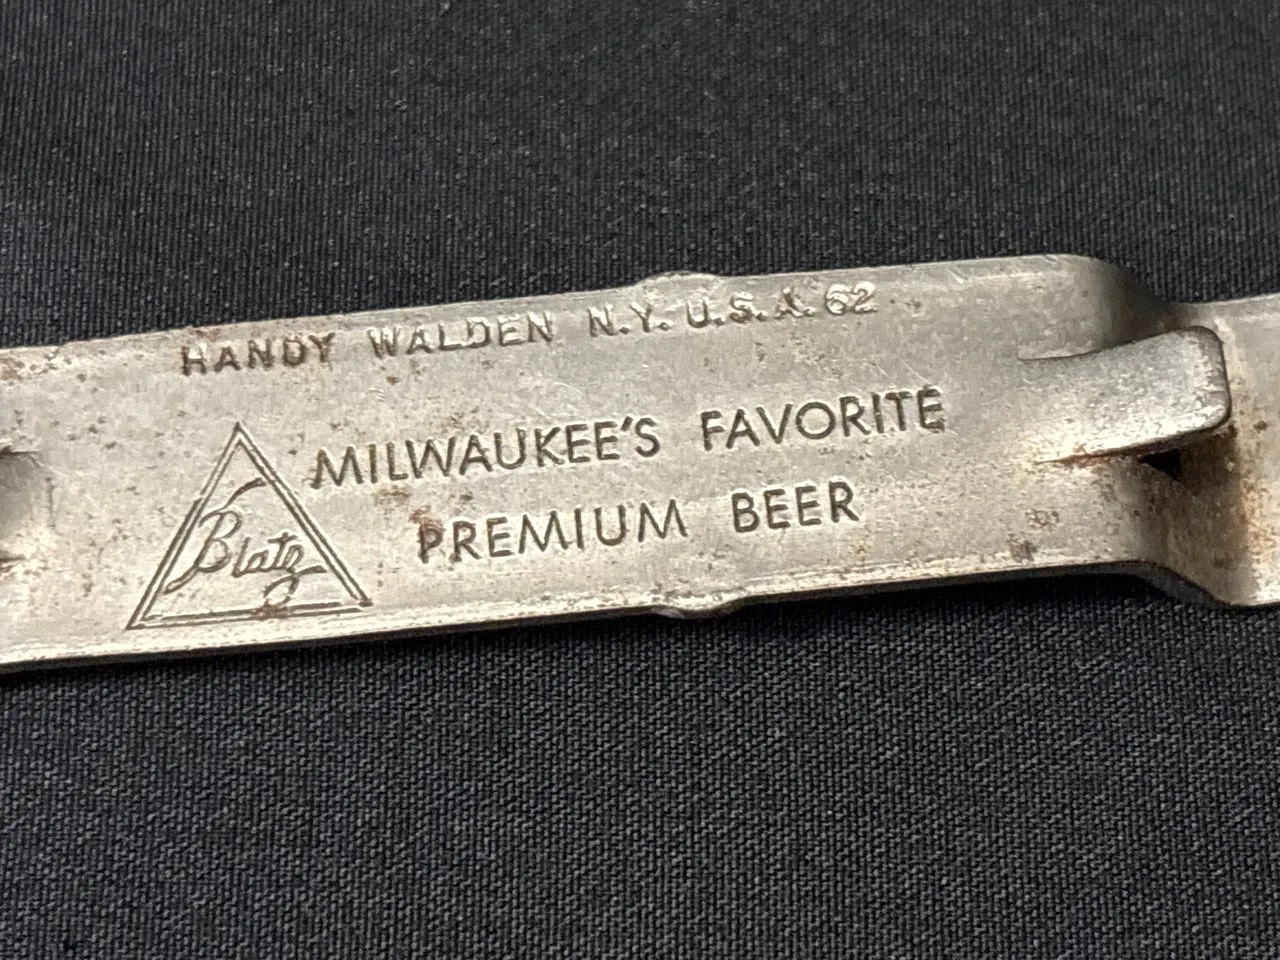 HANDY WALDEN N.Y. U.S.A. 62
MILWAUKEE'S FAVORITE
PREMIUM BEER
Blatz